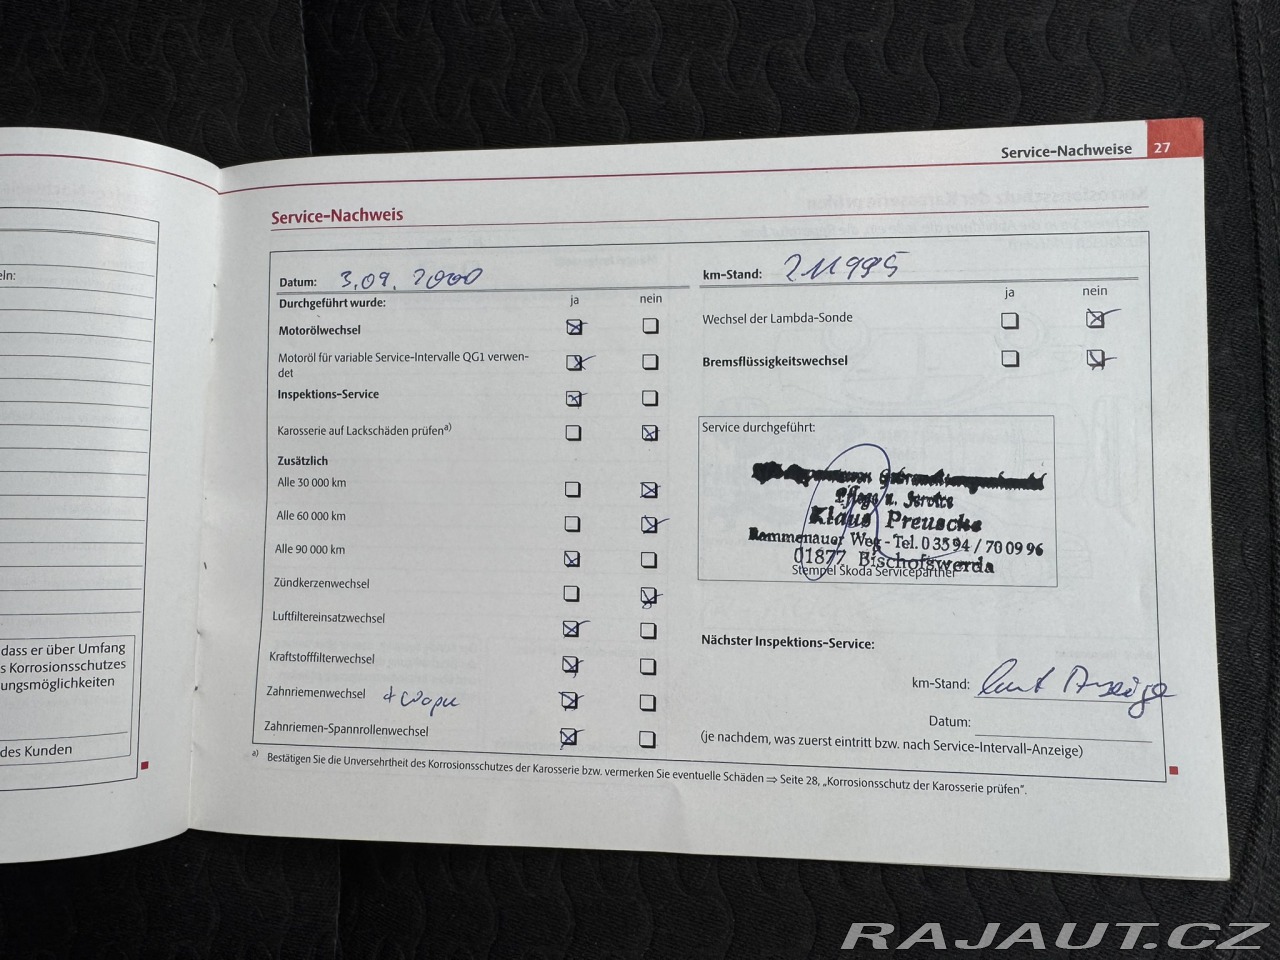 Service-Nachweise 27
Service-Nachweis
eln:
Datum: 3.09. 2000
km-Stand: 211995
Durchgeführt wurde: ja nein
ja nein
Motorölwechsel
Wechsel der Lambda-Sonde
Motoröl für variable Service-Intervalle QG1 verwen-
det
Bremsflüssigkeitswechsel
Inspektions-Service
Karosserie auf Lackschäden prüfen a)
Service durchgeführt:
Zusätzlich
Alle 30 000 km
Pflege u. Service
Alle 60 000 km
Klaus Preusche
Rammenauer Weg - Tel. 0 35 94 / 70 09 96
Alle 90 000 km
01877 Bischofswerda
Stempel Skoda Servicepartner
Zündkerzenwechsel
Luftfiltereinsatzwechsel
Nächster Inspektions-Service:
dass er über Umfang
s Korrosionsschutzes
ungsmöglichkeiten
Kraftstofffilterwechsel
km-Stand: laut Anzeige
Zahnriemenwechsel + Wapu
Datum:
Zahnriemen-Spannrollenwechsel
(je nachdem, was zuerst eintritt bzw. nach Service-Intervall-Anzeige)
des Kunden
a) Bestätigen Sie die Unversehrtheit des Korrosionsschutzes der Karosserie bzw. vermerken Sie eventuelle Schäden ⇒ Seite 28, „Korrosionsschutz der Karosserie prüfen“.
RAJAUT.CZ